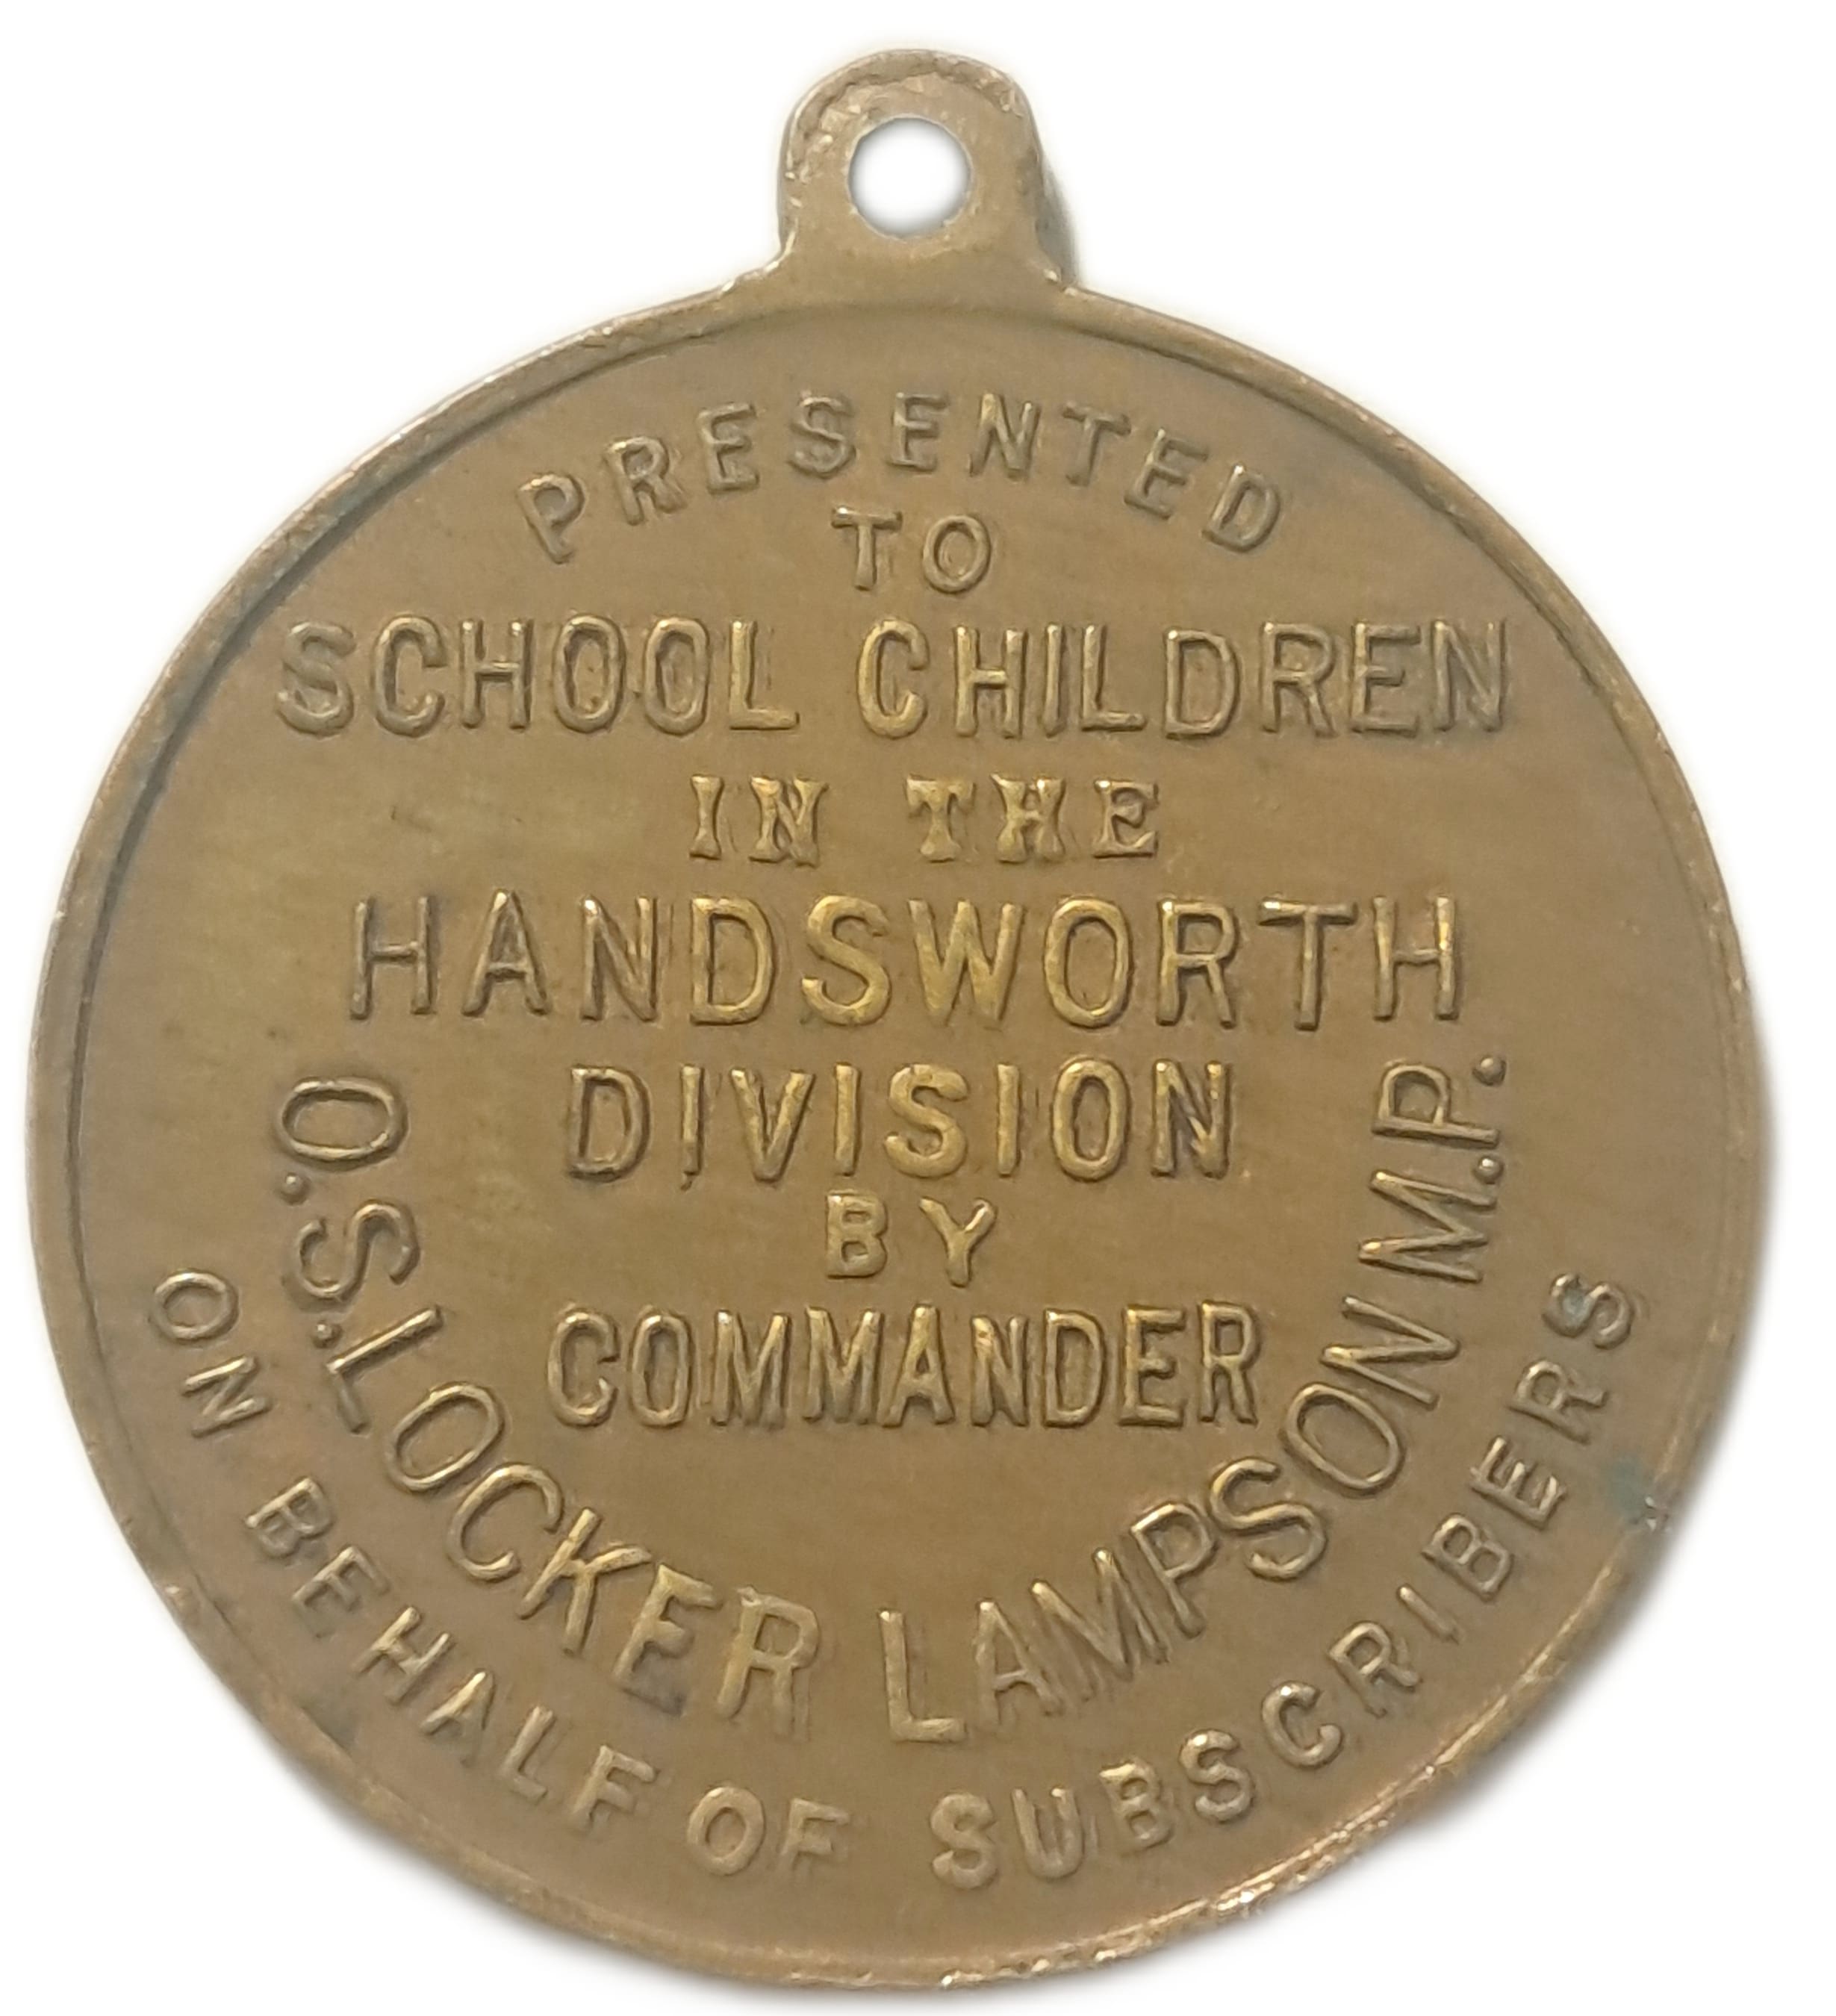 PRESENTED
TO
SCHOOL CHILDREN
IN THE
HANDSWORTH
DIVISION
BY
COMMANDER
O.S. LOCKER LAMPSON M.P.
ON BEHALF OF SUBSCRIBERS